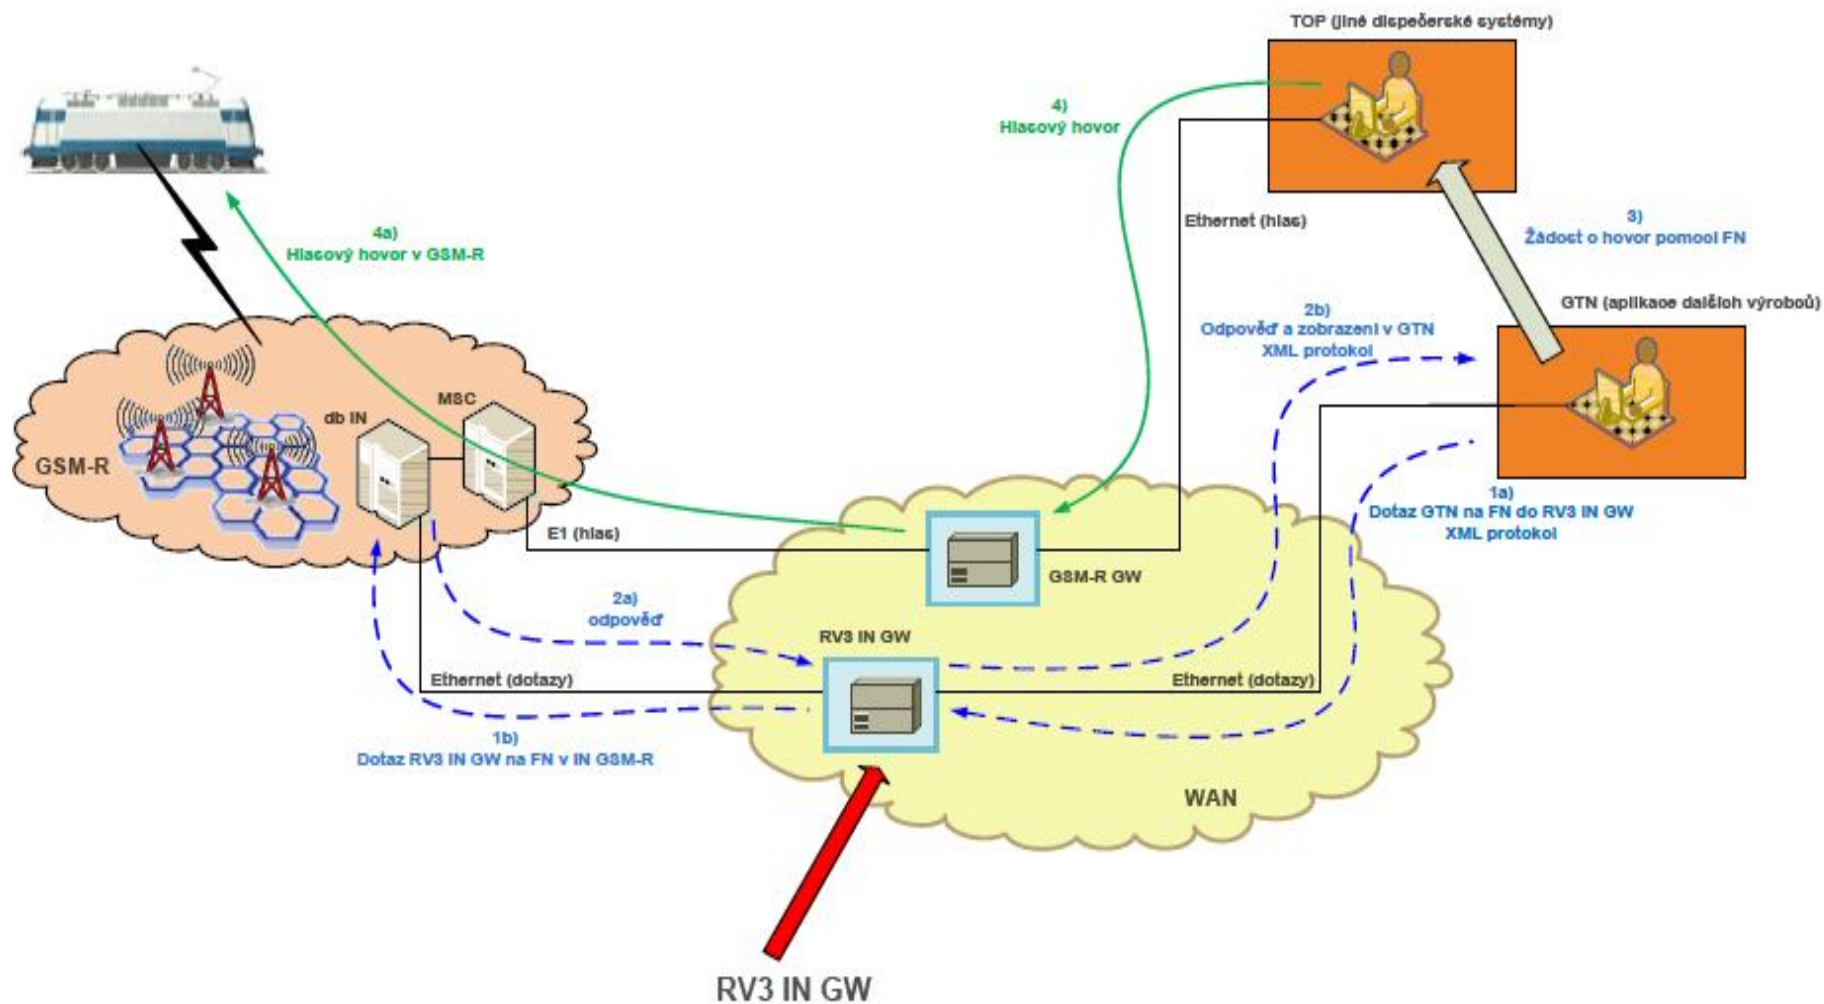 TOP (jiné dispečerské systémy)
4)
Hlasový hovor
Ethernet (hlas)
3)
Žádost o hovor pomocí FN
4a)
Hlasový hovor v GSM-R
GTN (aplikace dalších výrobců)
2b)
Odpověď a zobrazení v GTN
XML protokol
MSC
db IN
GSM-R
1a)
Dotaz GTN na FN do RV3 IN GW
XML protokol
E1 (hlas)
GSM-R GW
2a)
odpověď
RV3 IN GW
Ethernet (dotazy)
Ethernet (dotazy)
1b)
Dotaz RV3 IN GW na FN v IN GSM-R
WAN
RV3 IN GW